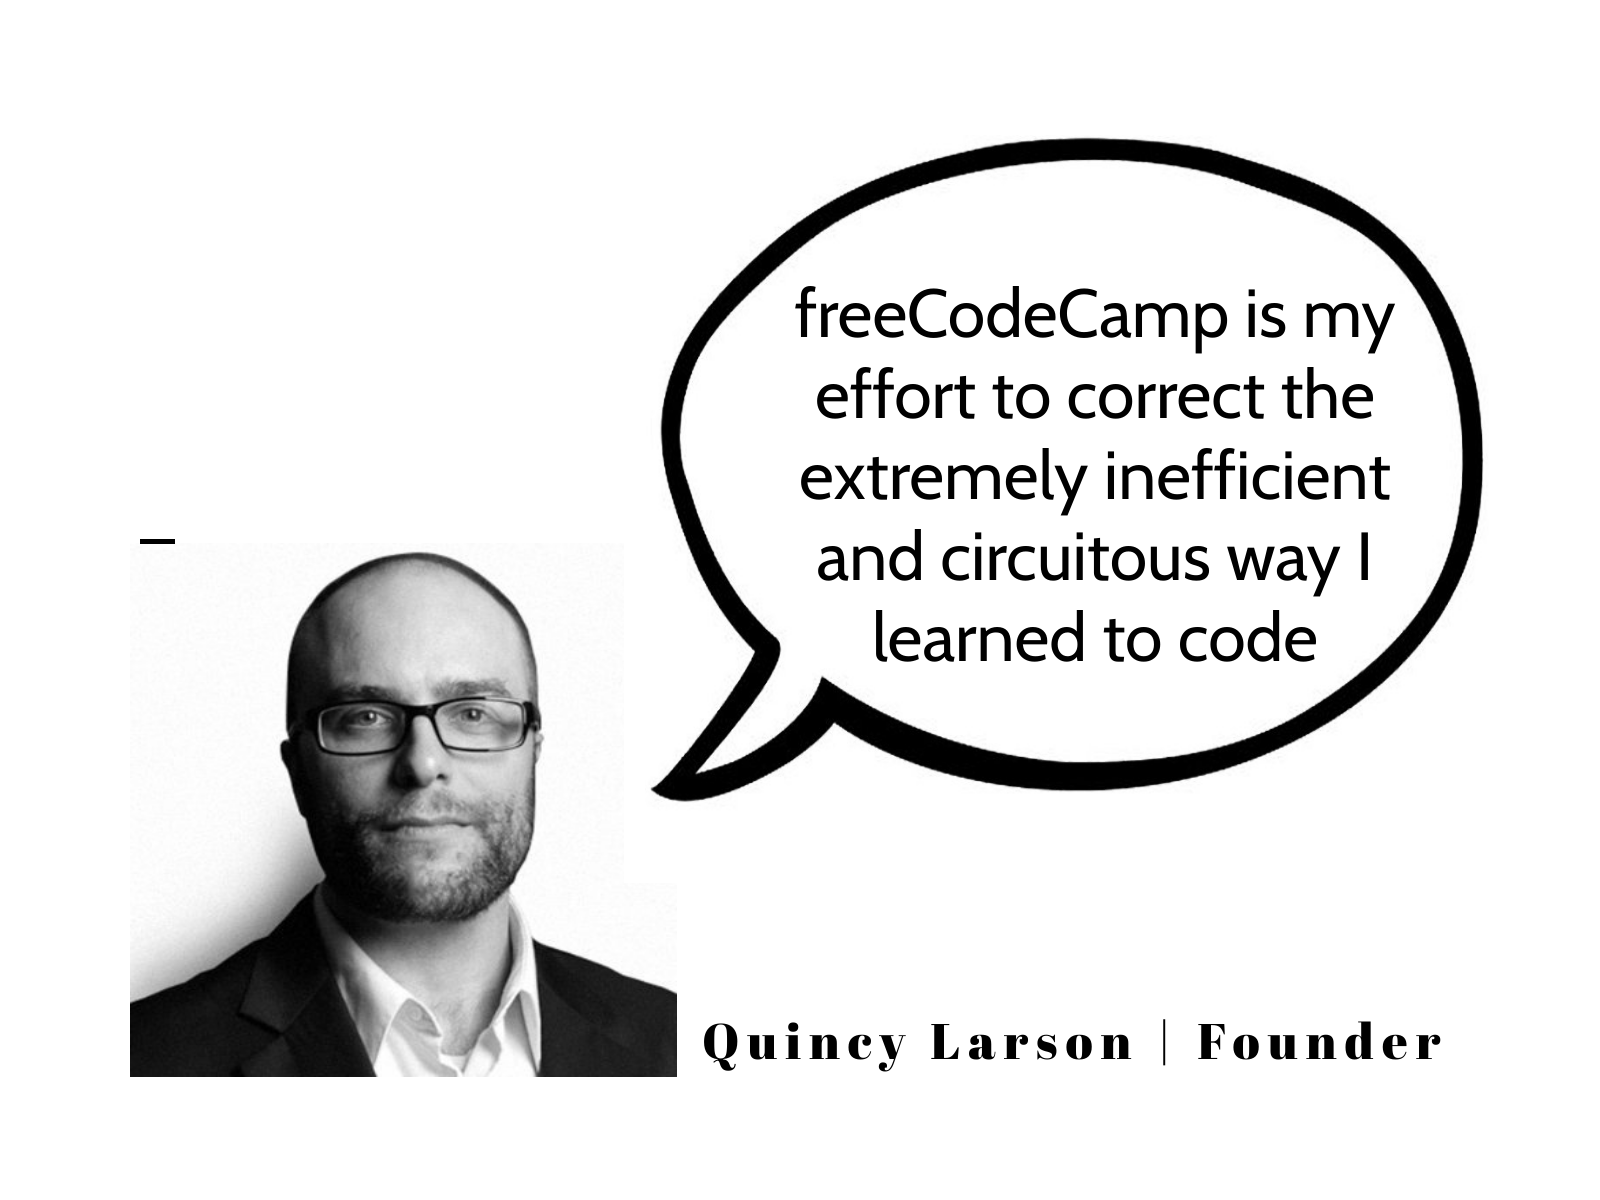 freeCodeCamp is my
effort to correct the
extremely inefficient
and circuitous way I
learned to code
Quincy Larson | Founder